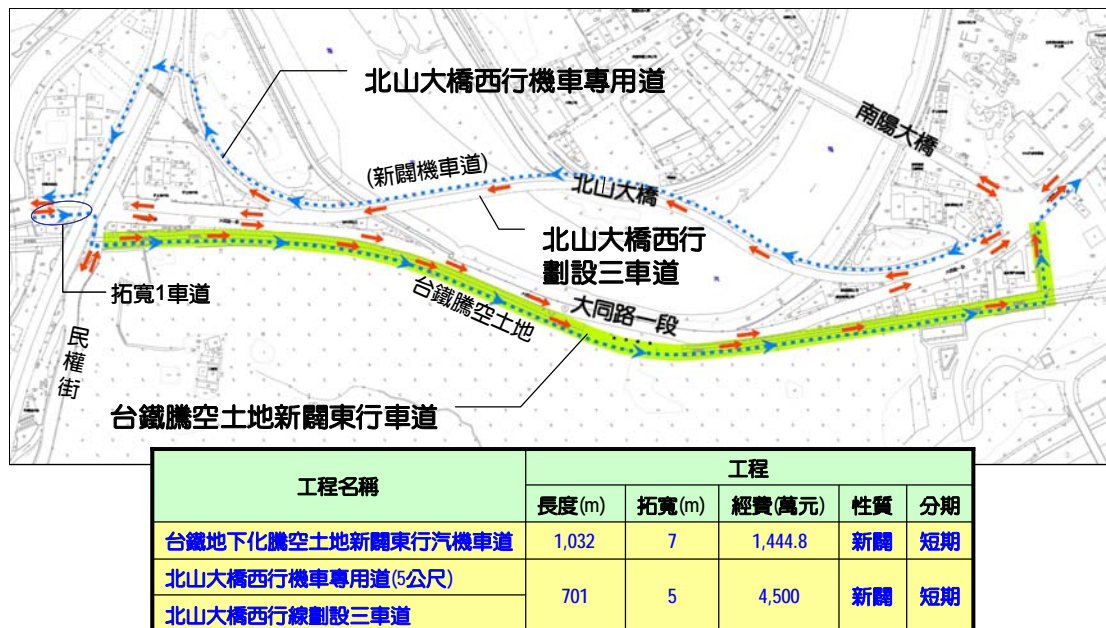 北山大橋西行機車專用道
南陽大橋
(新闢機車道)
北山大橋
北山大橋西行
劃設三車道
拓寬1車道
台鐵騰空土地
大同路一段
民權街
台鐵騰空土地新闢東行車道
工程名稱 工程
長度(m) 拓寬(m) 經費(萬元) 性質 分期
台鐵地下化騰空土地新闢東行汽機車道 1,032 7 1,444.8 新闢 短期
北山大橋西行機車專用道(5公尺) 701 5 4,500 新闢 短期
北山大橋西行線劃設三車道